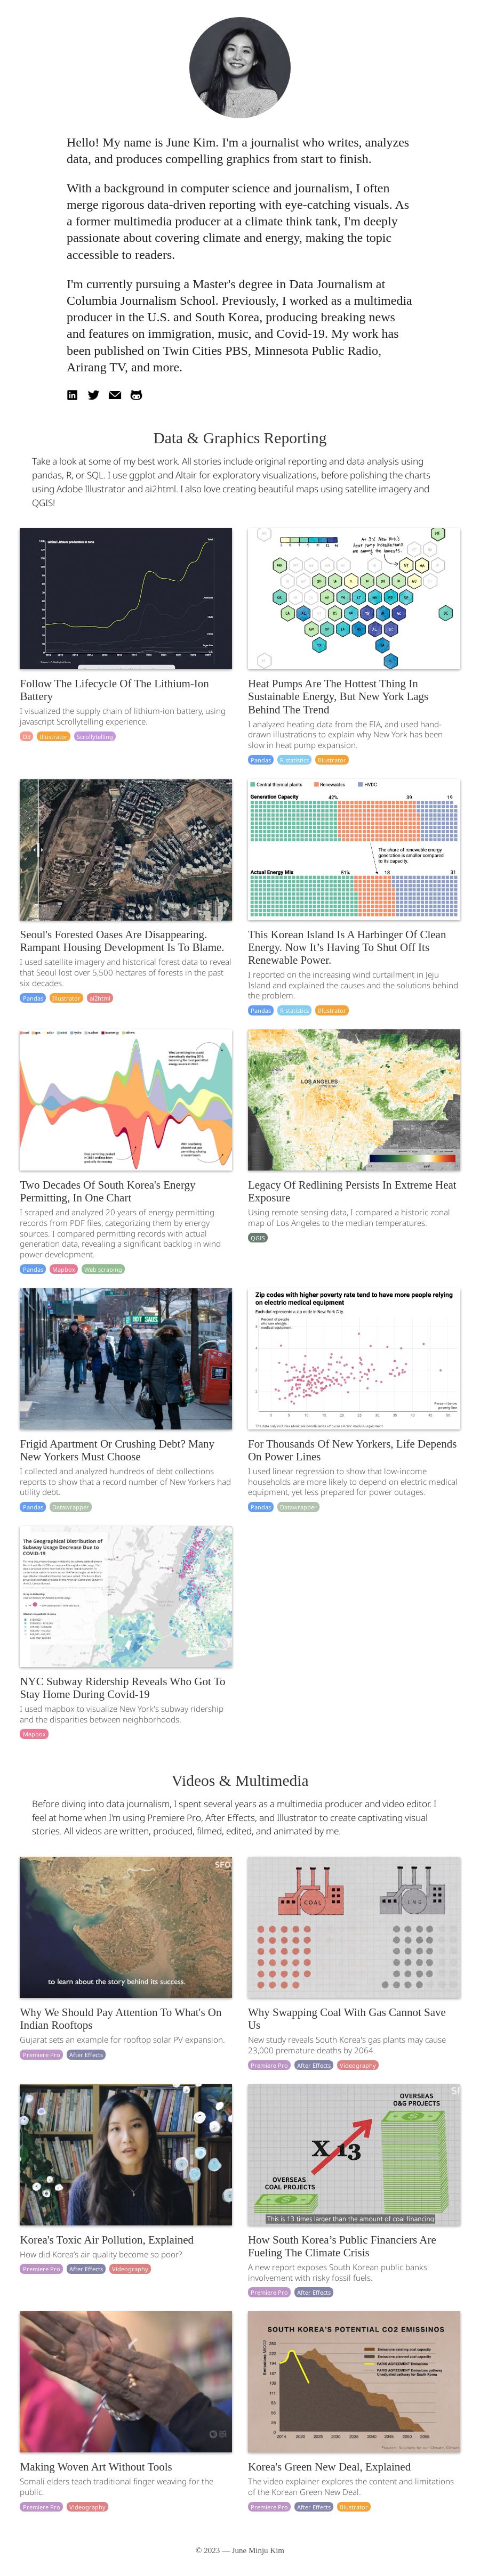 Hello! My name is June Kim. I'm a journalist who writes, analyzes
data, and produces compelling graphics from start to finish.
With a background in computer science and journalism, I often
merge rigorous data-driven reporting with eye-catching visuals. As
a former multimedia producer at a climate think tank, I'm deeply
passionate about covering climate and energy, making the topic
accessible to readers.
I'm currently pursuing a Master's degree in Data Journalism at
Columbia Journalism School. Previously, I worked as a multimedia
producer in the U.S. and South Korea, producing breaking news
and features on immigration, music, and Covid-19. My work has
been published on Twin Cities PBS, Minnesota Public Radio,
Arirang TV, and more.
Data & Graphics Reporting
Take a look at some of my best work. All stories include original reporting and data analysis using
pandas, R, or SQL. I use ggplot and Altair for exploratory visualizations, before polishing the charts
using Adobe Illustrator and ai2html. I also love creating beautiful maps using satellite imagery and
QGIS!
Global Lithium production in tons
Follow The Lifecycle Of The Lithium-Ion
Battery
I visualized the supply chain of lithium-ion battery, using
javascript Scrollytelling experience.
D3 Illustrator Scrollytelling
Heat Pumps Are The Hottest Thing In
Sustainable Energy, But New York Lags
Behind The Trend
I analyzed heating data from the EIA, and used hand-
drawn illustrations to explain why New York has been
slow in heat pump expansion.
Pandas R statistics Illustrator
Seoul's Forested Oases Are Disappearing.
Rampant Housing Development Is To Blame.
I used satellite imagery and historical forest data to reveal
that Seoul lost over 5,500 hectares of forests in the past
six decades.
Pandas Illustrator ai2html
Central thermal plants Renewables HVEC
Generation Capacity 42% 39 19
The share of renewable energy
generation is smaller compared
to its capacity.
Actual Energy Mix 51% 18 31
This Korean Island Is A Harbinger Of Clean
Energy. Now It’s Having To Shut Off Its
Renewable Power.
I reported on the increasing wind curtailment in Jeju
Island and explained the causes and the solutions behind
the problem.
Pandas R statistics Illustrator
Two Decades Of South Korea's Energy
Permitting, In One Chart
I scraped and analyzed 20 years of energy permitting
records from PDF files, categorizing them by energy
sources. I compared permitting records with actual
generation data, revealing a significant backlog in wind
power development.
Pandas Mapbox Web scraping
LOS ANGELES
Legacy Of Redlining Persists In Extreme Heat
Exposure
Using remote sensing data, I compared a historic zonal
map of Los Angeles to the median temperatures.
QGIS
Frigid Apartment Or Crushing Debt? Many
New Yorkers Must Choose
I collected and analyzed hundreds of debt collections
reports to show that a record number of New Yorkers had
utility debt.
Pandas Datawrapper
Zip codes with higher poverty rate tend to have more people relying
on electric medical equipment
Each dot represents a zip code in New York City.
For Thousands Of New Yorkers, Life Depends
On Power Lines
I used linear regression to show that low-income
households are more likely to depend on electric medical
equipment, yet less prepared for power outages.
Pandas Datawrapper
The Geographical Distribution of
Subway Usage Decrease Due to
COVID-19
NYC Subway Ridership Reveals Who Got To
Stay Home During Covid-19
I used mapbox to visualize New York's subway ridership
and the disparities between neighborhoods.
Mapbox
Videos & Multimedia
Before diving into data journalism, I spent several years as a multimedia producer and video editor. I
feel at home when I'm using Premiere Pro, After Effects, and Illustrator to create captivating visual
stories. All videos are written, produced, filmed, edited, and animated by me.
to learn about the story behind its success.
Why We Should Pay Attention To What's On
Indian Rooftops
Gujarat sets an example for rooftop solar PV expansion.
Premiere Pro After Effects
COAL LNG
Why Swapping Coal With Gas Cannot Save
Us
New study reveals South Korea's gas plants may cause
23,000 premature deaths by 2064.
Premiere Pro After Effects Videography
Korea's Toxic Air Pollution, Explained
How did Korea's air quality become so poor?
Premiere Pro After Effects Videography
OVERSEAS
O&G PROJECTS
X 13
OVERSEAS
COAL PROJECTS
This is 13 times larger than the amount of coal financing
How South Korea’s Public Financiers Are
Fueling The Climate Crisis
A new report exposes South Korean public banks'
involvement with risky fossil fuels.
Premiere Pro After Effects
Making Woven Art Without Tools
Somali elders teach traditional finger weaving for the
public.
Premiere Pro Videography
SOUTH KOREA'S POTENTIAL CO2 EMISSINOS
Korea's Green New Deal, Explained
The video explainer explores the content and limitations
of the Korean Green New Deal.
Premiere Pro After Effects Illustrator
© 2023 — June Minju Kim